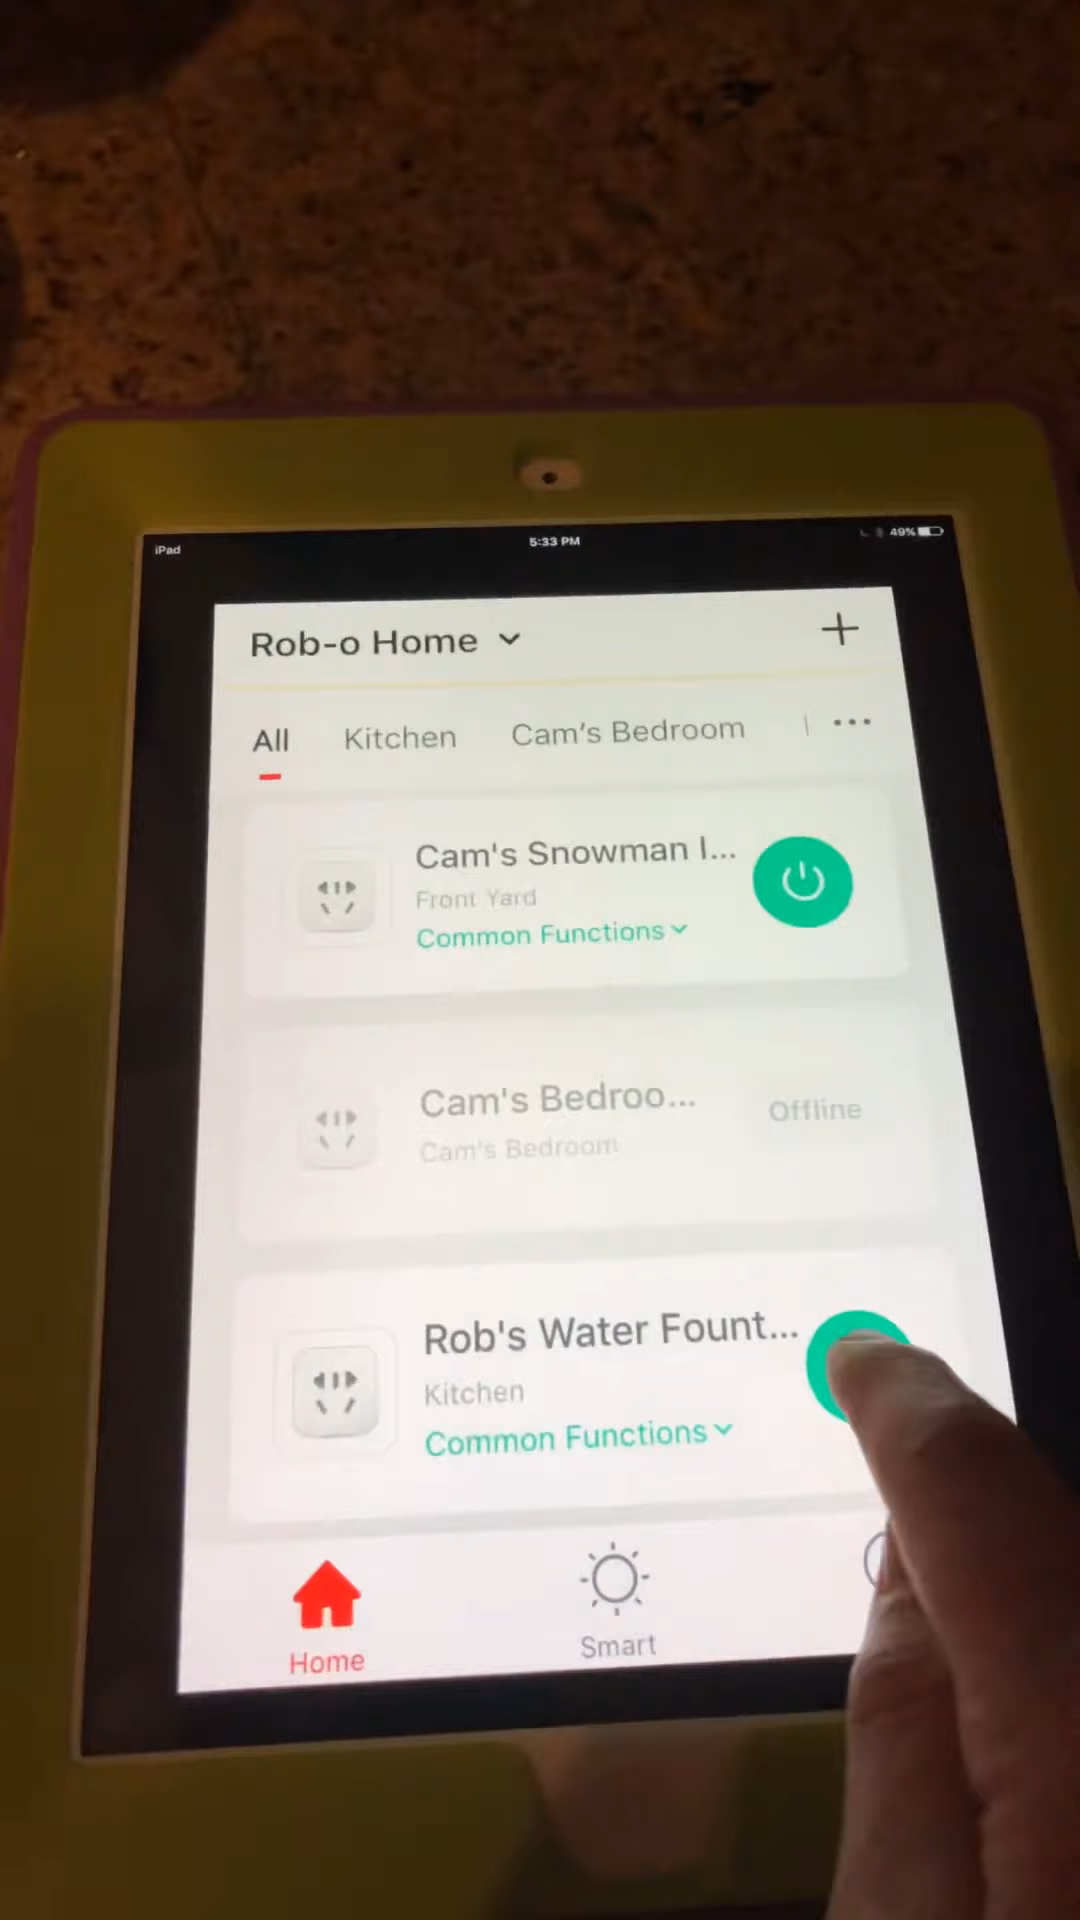 iPad
5:33 PM
49%
Rob-o Home
All
Kitchen
Cam's Bedroom
Cam's Snowman I...
Front Yard
Common Functions
Cam's Bedroo...
Cam's Bedroom
Offline
Rob's Water Fount...
Kitchen
Common Functions
Home
Smart